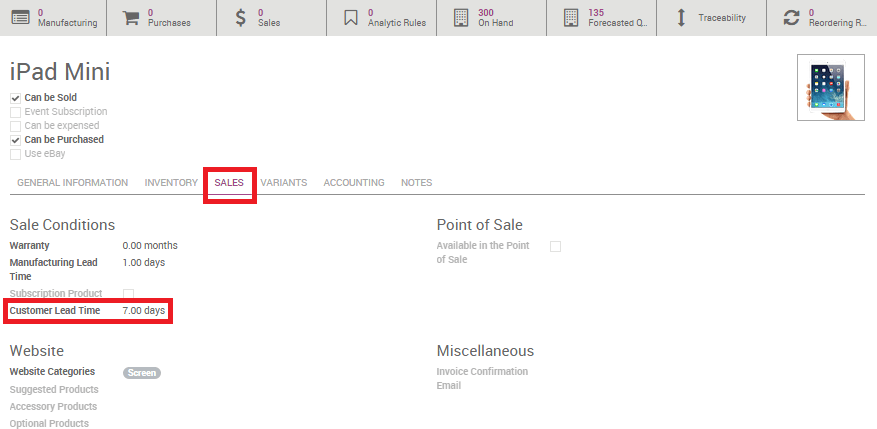 0
Manufacturing
0
Purchases
0
Sales
0
Analytic Rules
300
On Hand
135
Forecasted Q...
Traceability
0
Reordering R...
iPad Mini
Can be Sold
Event Subscription
Can be expensed
Can be Purchased
Use eBay
GENERAL INFORMATION INVENTORY SALES VARIANTS ACCOUNTING NOTES
Sale Conditions
Warranty 0.00 months
Manufacturing Lead Time 1.00 days
Subscription Product
Customer Lead Time 7.00 days
Point of Sale
Available in the Point
of Sale
Website
Website Categories Screen
Suggested Products
Accessory Products
Optional Products
Miscellaneous
Invoice Confirmation
Email